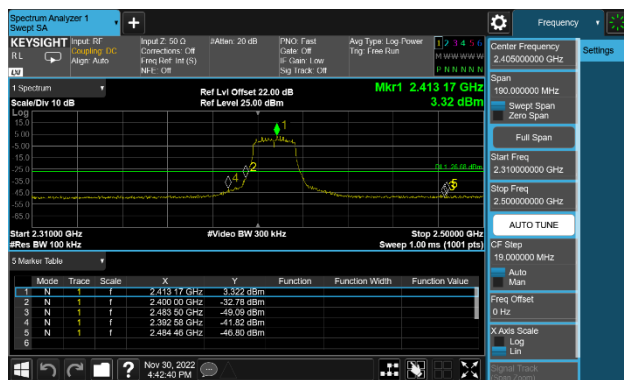 Spectrum Analyzer 1
Swept SA
Frequency
KEYSIGHT
RL
Input: RF
Coupling: DC
Align: Auto
Input Z: 50 Ω
Corrections: Off
Freq Ref: Int (S)
NFE: Off
#Atten: 20 dB
PNO: Fast
Gate: Off
IF Gain: Low
Sig Track: Off
Avg Type: Log-Power
Trig: Free Run
1 2 3 4 5 6
M W W W W W
P N N N N N
Center Frequency
2.405000000 GHz
Settings
1 Spectrum
Scale/Div 10 dB
Ref Lvl Offset 22.00 dB
Ref Level 25.00 dBm
Mkr1 2.413 17 GHz
3.32 dBm
Span
190.000000 MHz
Swept Span
Zero Span
Full Span
Log
15.0
5.00
-15.0
-25.0
-35.0
-45.0
-55.0
-65.0
1
2
4
5
Start Freq
2.310000000 GHz
Stop Freq
2.500000000 GHz
AUTO TUNE
Start 2.31000 GHz
#Res BW 100 kHz
#Video BW 300 kHz
Stop 2.50000 GHz
Sweep 1.00 ms (1001 pts)
CF Step
19.000000 MHz
Auto
Man
5 Marker Table
Mode Trace Scale X Y Function Function Width Function Value
1 N 1 f 2.413 17 GHz 3.322 dBm
2 N 1 f 2.400 00 GHz -32.78 dBm
3 N 1 f 2.483 50 GHz -49.09 dBm
4 N 1 f 2.392 58 GHz -41.82 dBm
5 N 1 f 2.484 46 GHz -46.80 dBm
6
Freq Offset
0 Hz
X Axis Scale
Log
Lin
Signal Track
(Span Zoom)
?
Nov 30, 2022
4:42:40 PM